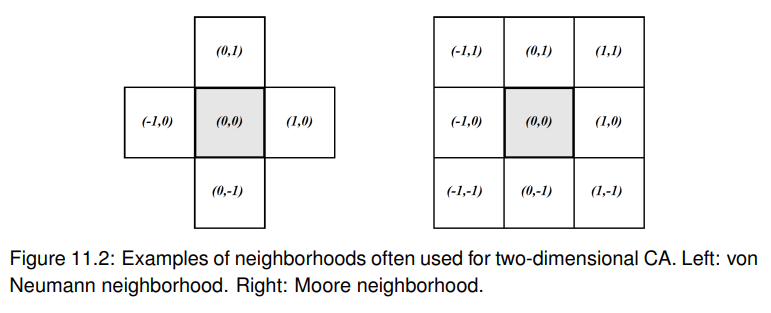 (0,1)
(-1,0) (0,0) (1,0)
(0,-1)
(-1,1) (0,1) (1,1)
(-1,0) (0,0) (1,0)
(-1,-1) (0,-1) (1,-1)
Figure 11.2: Examples of neighborhoods often used for two-dimensional CA. Left: von
Neumann neighborhood. Right: Moore neighborhood.